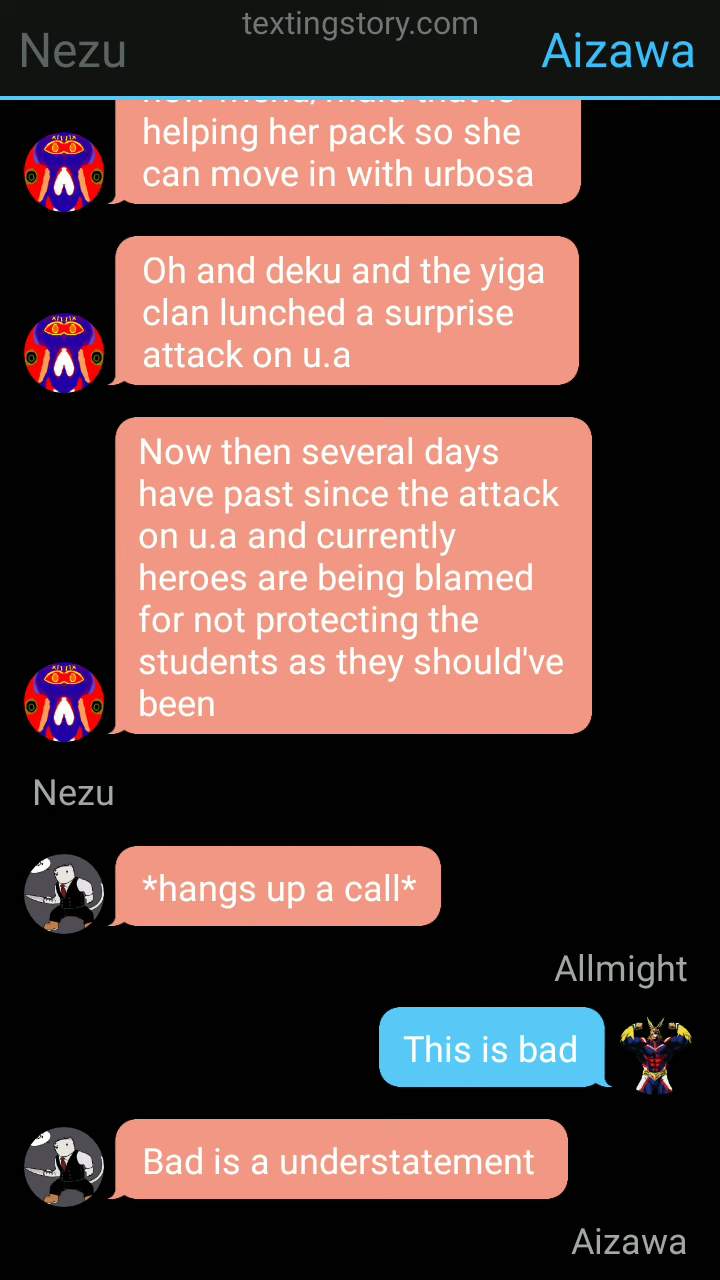 textingstory.com
Nezu
Aizawa
helping her pack so she
can move in with urbosa
Oh and deku and the yiga
clan lunched a surprise
attack on u.a
Now then several days
have past since the attack
on u.a and currently
heroes are being blamed
for not protecting the
students as they should've
been
Nezu
*hangs up a call*
Allmight
This is bad
Bad is a understatement
Aizawa